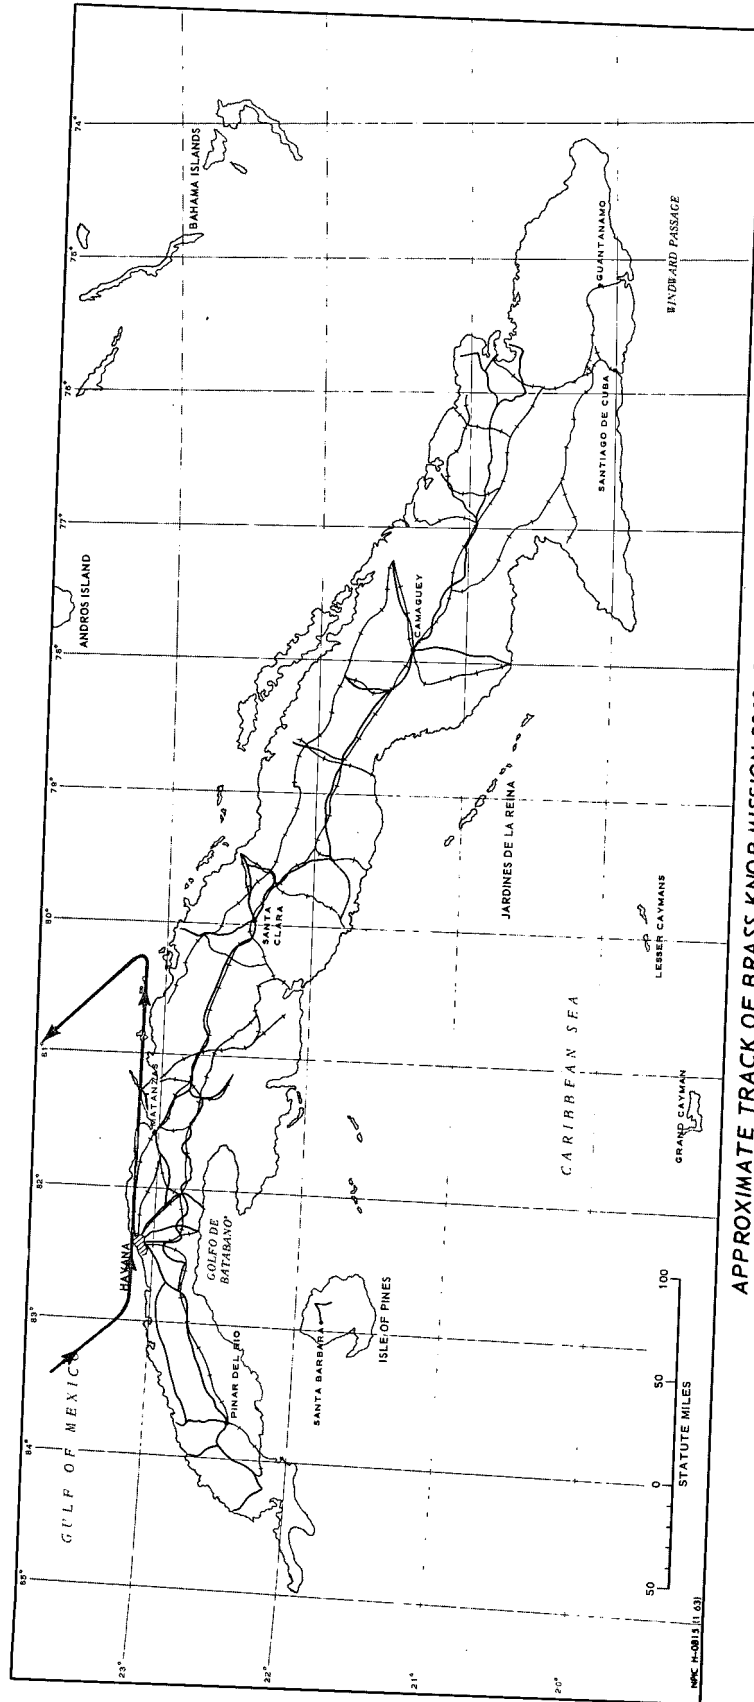 74°
75°
76°
77°
78°
79°
80°
81°
82°
83°
84°
85°
23°
22°
21°
20°
BAHAMA ISLANDS
ANDROS ISLAND
GULF OF MEXICO
HAVANA
MATANZAS
PINAR DEL RIO
GOLFO DE
BATABANO
SANTA BARBARA
ISLE OF PINES
SANTA
CLARA
CAMAGUEY
GUANTANAMO
SANTIAGO DE CUBA
WINDWARD PASSAGE
JARDINES DE LA REINA
LESSER CAYMANS
GRAND CAYMAN
CARIBBEAN SEA
50 0 50 100
STATUTE MILES
NPIC H-0815 (1 63)
APPROXIMATE TRACK OF BRASS KNOB MISSION